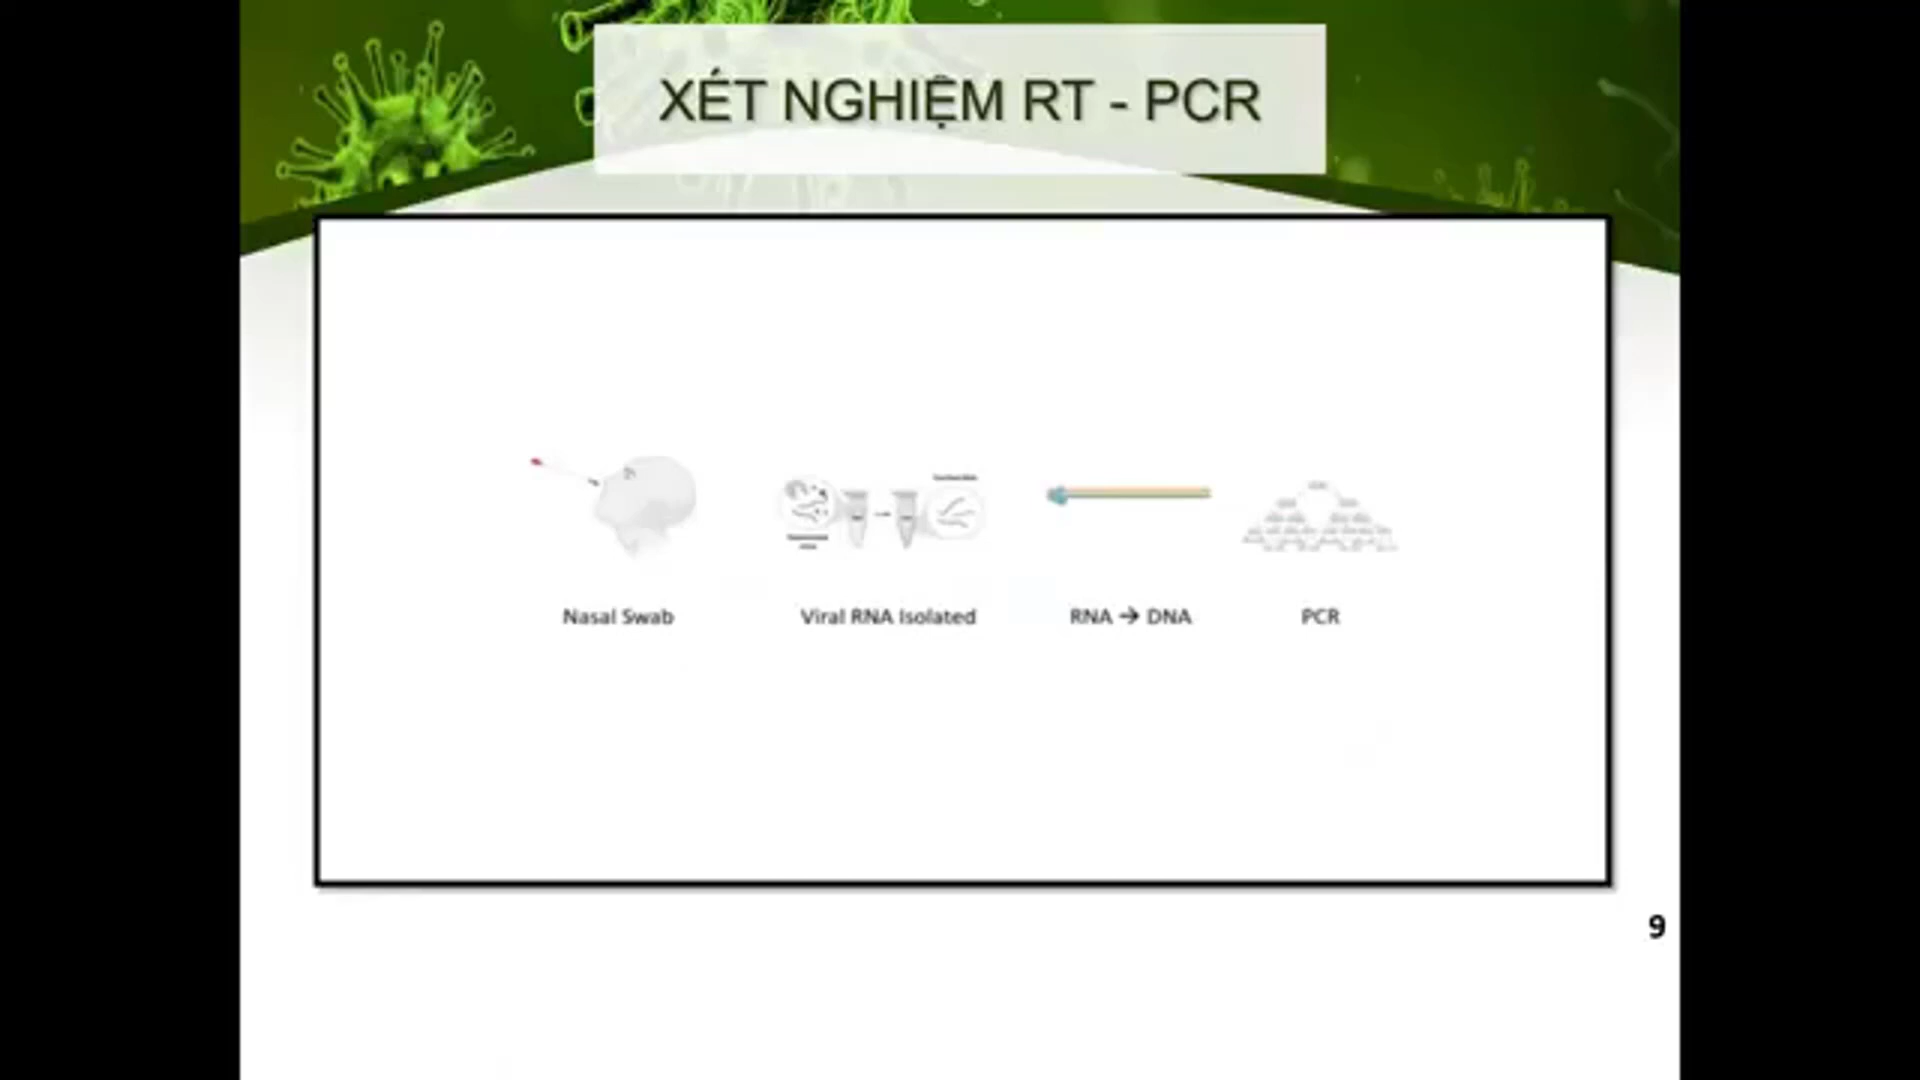 XÉT NGHIỆM RT - PCR
Nasal Swab
Viral RNA Isolated
RNA → DNA
PCR
9